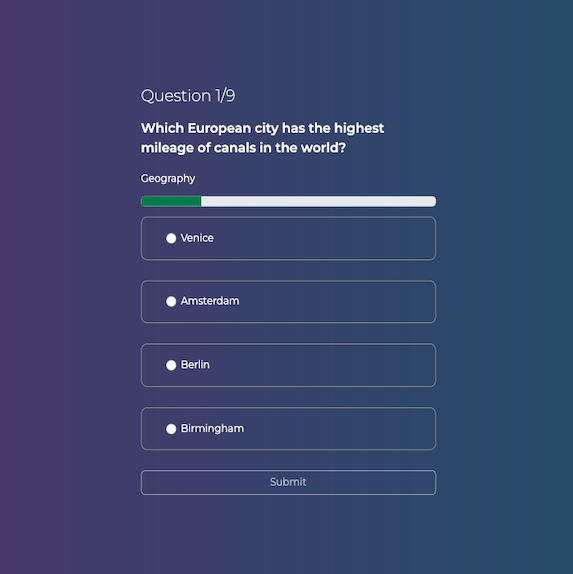 Question 1/9
Which European city has the highest
mileage of canals in the world?
Geography
Venice
Amsterdam
Berlin
Birmingham
Submit